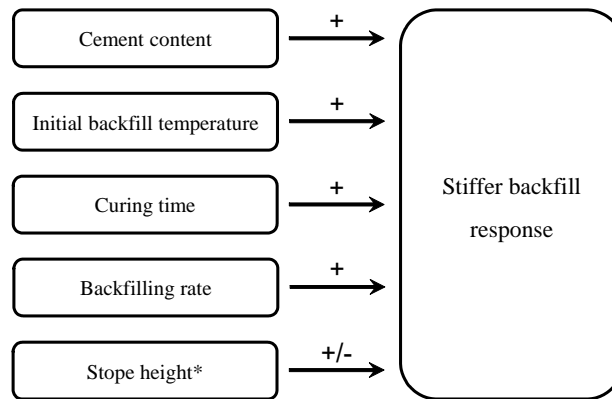 Cement content
+
Initial backfill temperature
+
Curing time
+
Backfilling rate
+
Stope height*
+/-
Stiffer backfill
response